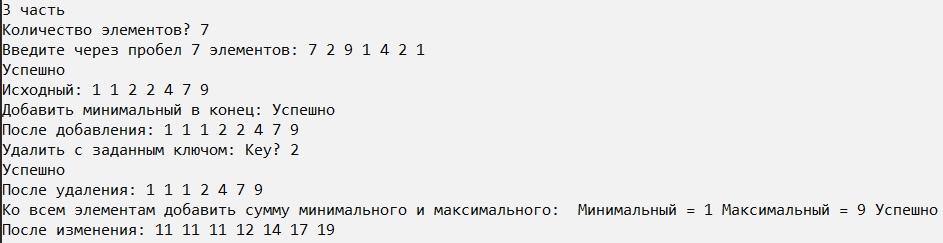 3 часть
Количество элементов? 7
Введите через пробел 7 элементов: 7 2 9 1 4 2 1
Успешно
Исходный: 1 1 2 2 4 7 9
Добавить минимальный в конец: Успешно
После добавления: 1 1 1 2 2 4 7 9
Удалить с заданным ключом: Key? 2
Успешно
После удаления: 1 1 1 2 4 7 9
Ко всем элементам добавить сумму минимального и максимального:  Минимальный = 1 Максимальный = 9 Успешно
После изменения: 11 11 11 12 14 17 19